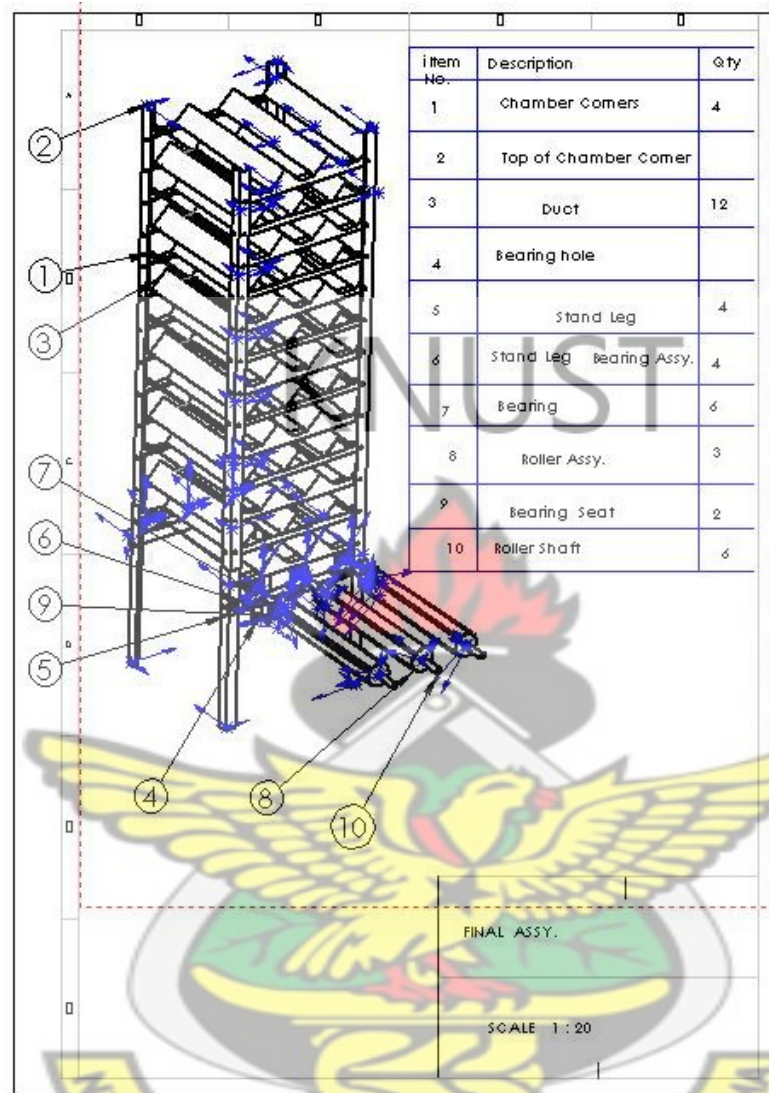 iItem No. Description Qty
1 Chamber Corners 4
2 Top of Chamber Corner
3 Duct 12
4 Bearing hole
5 Stand Leg 4
6 Stand Leg Bearing Assy. 4
7 Bearing 6
8 Roller Assy. 3
9 Bearing Seat 2
10 Roller Shaft 6
2
1
3
7
6
9
5
4
8
10
KNUST
A
C
D
FINAL ASSY.
SCALE 1:20